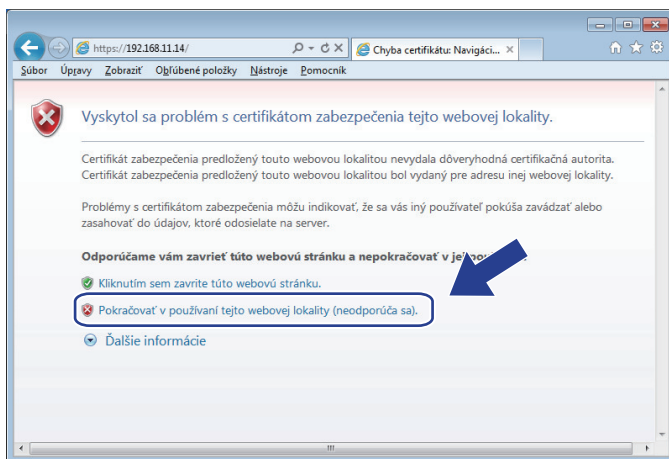 https://192.168.11.14/
Chyba certifikátu: Navigáci...
Súbor Úpravy Zobraziť Obľúbené položky Nástroje Pomocník
Vyskytol sa problém s certifikátom zabezpečenia tejto webovej lokality.
Certifikát zabezpečenia predložený touto webovou lokalitou nevydala dôveryhodná certifikačná autorita.
Certifikát zabezpečenia predložený touto webovou lokalitou bol vydaný pre adresu inej webovej lokality.
Problémy s certifikátom zabezpečenia môžu indikovať, že sa vás iný používateľ pokúša zavádzať alebo
zasahovať do údajov, ktoré odosielate na server.
Odporúčame vám zavrieť túto webovú stránku a nepokračovať v
Kliknutím sem zavrite túto webovú stránku.
Pokračovať v používaní tejto webovej lokality (neodporúča sa).
Ďalšie informácie